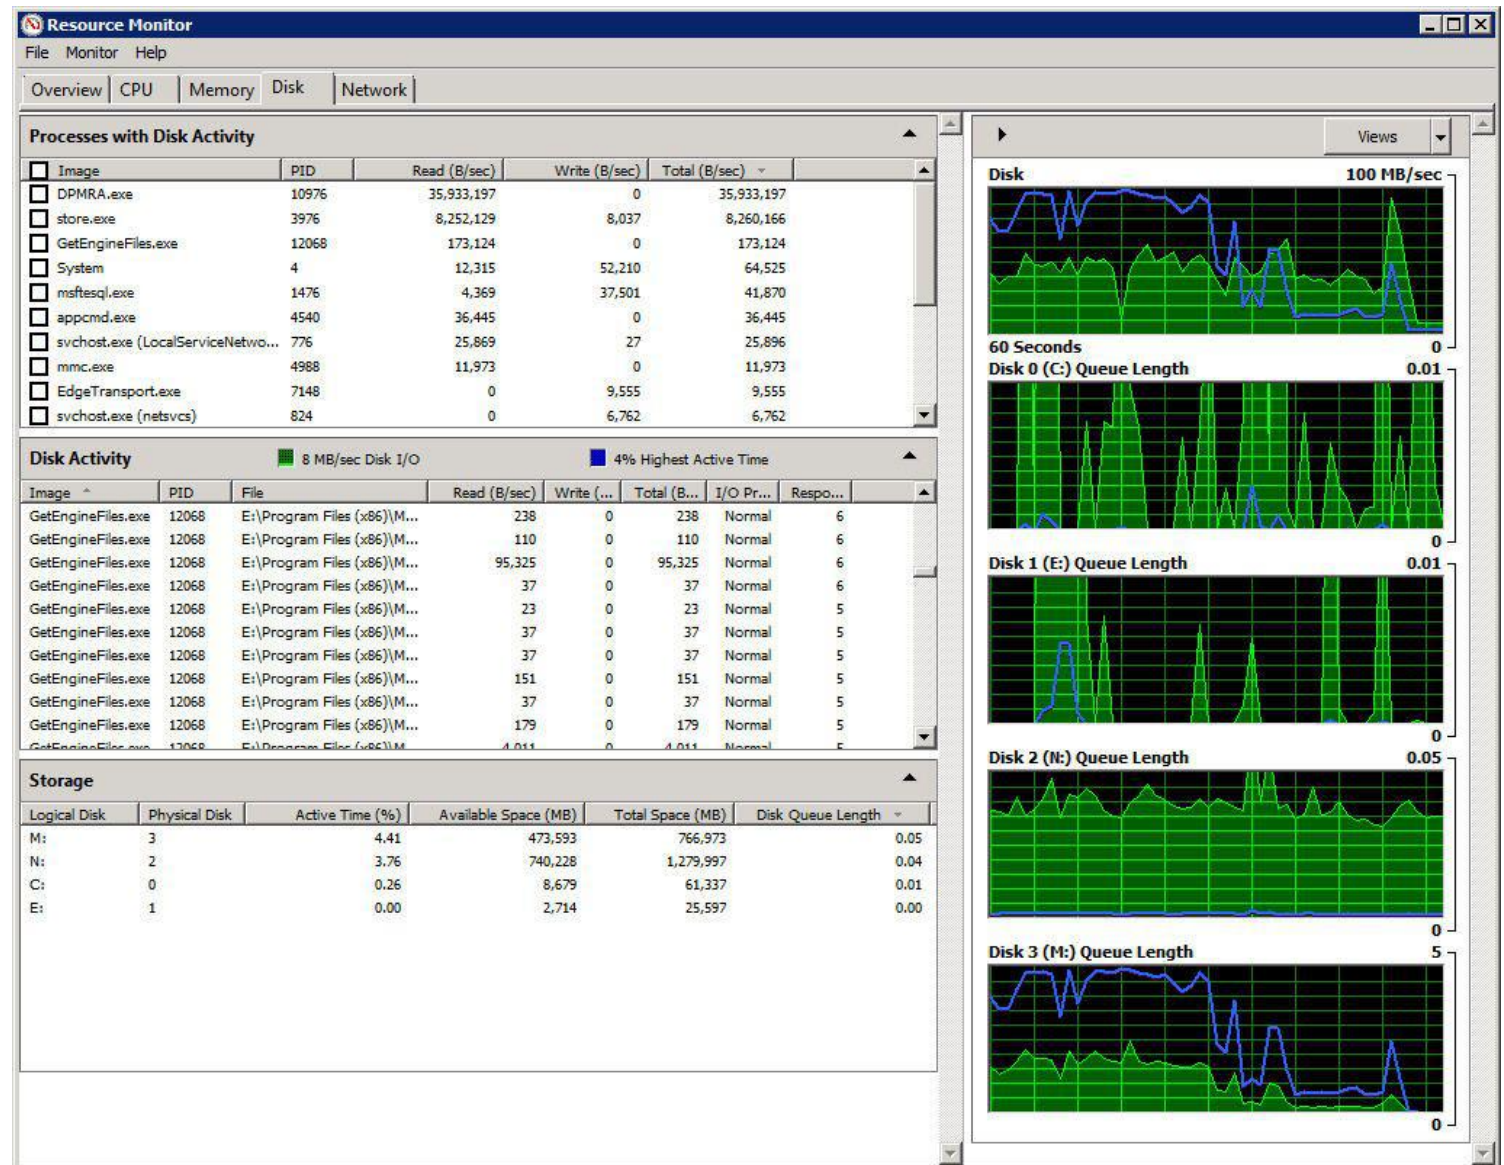 Resource Monitor
File Monitor Help
Overview CPU Memory Disk Network
Processes with Disk Activity
Image PID Read (B/sec) Write (B/sec) Total (B/sec)
DPMRA.exe 10976 35,933,197 0 35,933,197
store.exe 3976 8,252,129 8,037 8,260,166
GetEngineFiles.exe 12068 173,124 0 173,124
System 4 12,315 52,210 64,525
msftesql.exe 1476 4,369 37,501 41,870
appcmd.exe 4540 36,445 0 36,445
svchost.exe (LocalServiceNetwo... 776 25,869 27 25,896
mmc.exe 4988 11,973 0 11,973
EdgeTransport.exe 7148 0 9,555 9,555
svchost.exe (netsvcs) 824 0 6,762 6,762
Disk Activity 8 MB/sec Disk I/O 4% Highest Active Time
Image PID File Read (B/sec) Write (... Total (B... I/O Pr... Respo...
GetEngineFiles.exe 12068 E:\Program Files (x86)\M... 238 0 238 Normal 6
GetEngineFiles.exe 12068 E:\Program Files (x86)\M... 110 0 110 Normal 6
GetEngineFiles.exe 12068 E:\Program Files (x86)\M... 95,325 0 95,325 Normal 6
GetEngineFiles.exe 12068 E:\Program Files (x86)\M... 37 0 37 Normal 6
GetEngineFiles.exe 12068 E:\Program Files (x86)\M... 23 0 23 Normal 5
GetEngineFiles.exe 12068 E:\Program Files (x86)\M... 37 0 37 Normal 5
GetEngineFiles.exe 12068 E:\Program Files (x86)\M... 37 0 37 Normal 5
GetEngineFiles.exe 12068 E:\Program Files (x86)\M... 151 0 151 Normal 5
GetEngineFiles.exe 12068 E:\Program Files (x86)\M... 37 0 37 Normal 5
GetEngineFiles.exe 12068 E:\Program Files (x86)\M... 179 0 179 Normal 5
GetEngineFiles.exe 12068 E:\Program Files (x86)\M... 4,011 0 4,011 Normal 5
Storage
Logical Disk Physical Disk Active Time (%) Available Space (MB) Total Space (MB) Disk Queue Length
M: 3 4.41 473,593 766,973 0.05
N: 2 3.76 740,228 1,279,997 0.04
C: 0 0.26 8,679 61,337 0.01
E: 1 0.00 2,714 25,597 0.00
Views
Disk 100 MB/sec
60 Seconds 0
Disk 0 (C:) Queue Length 0.01
0
Disk 1 (E:) Queue Length 0.01
0
Disk 2 (N:) Queue Length 0.05
0
Disk 3 (M:) Queue Length 5
0